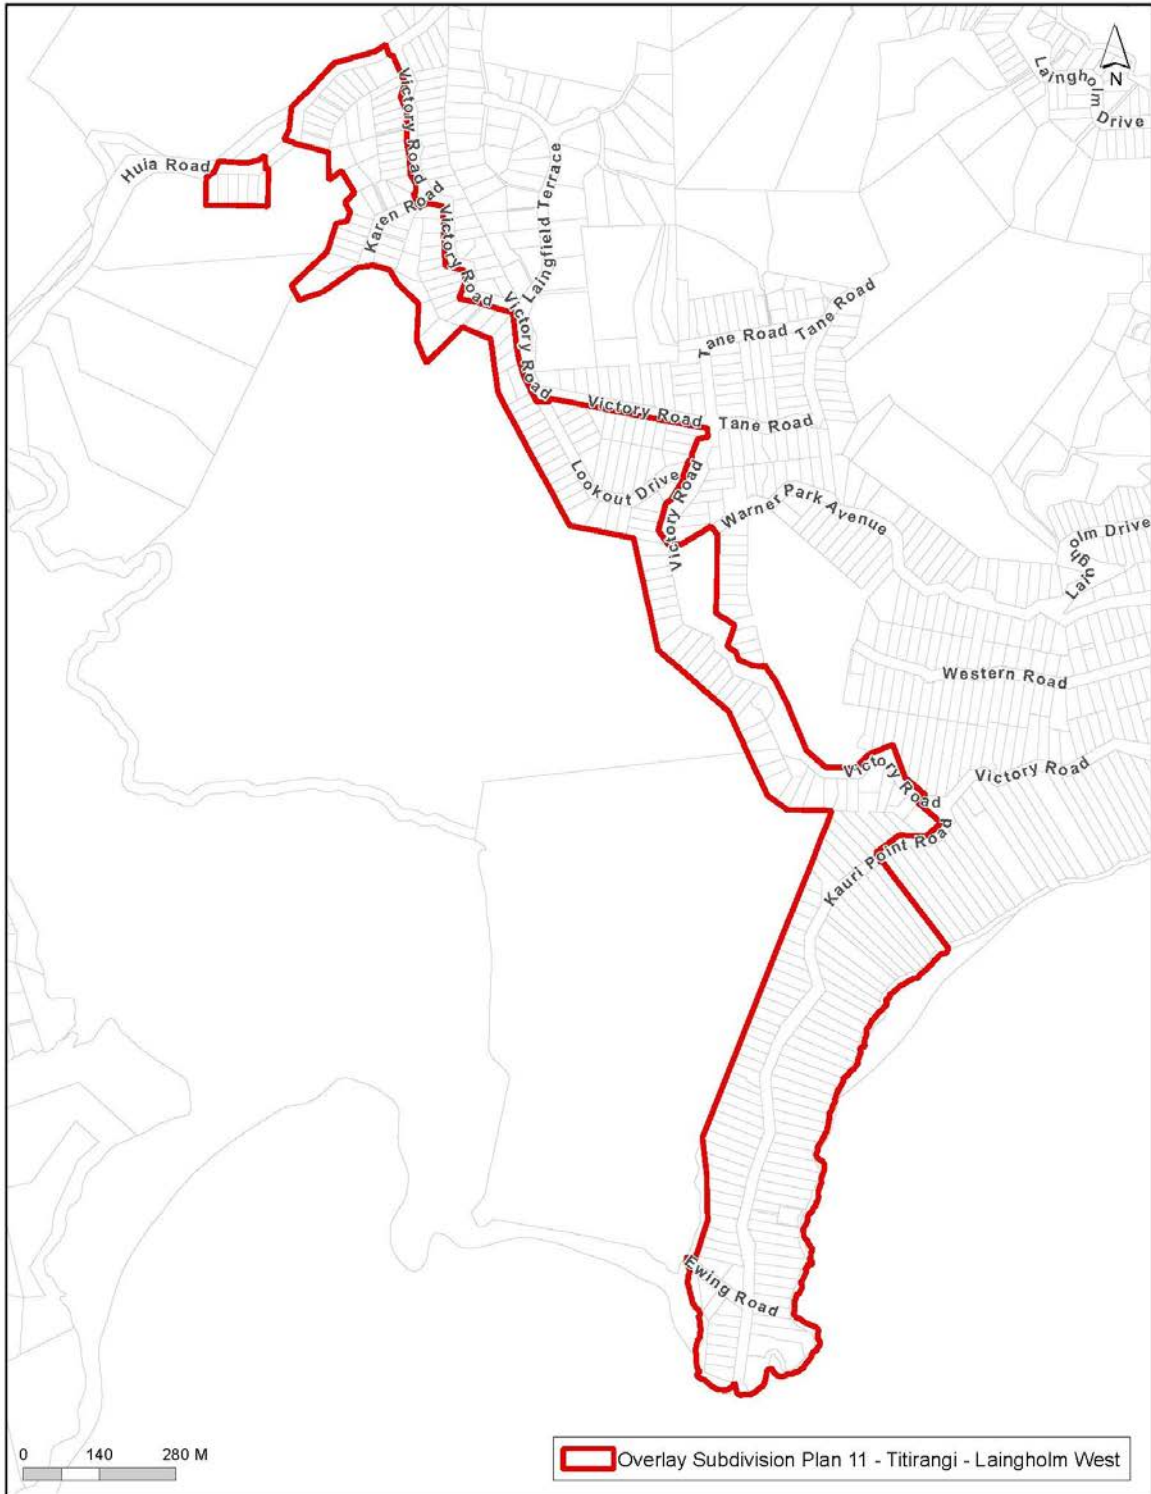 N
Laingholm Drive
Victory Road
Huia Road
Laingfield Terrace
Karen Road
Victory Road
Victory Road
Tane Road
Tane Road
Victory Road
Tane Road
Lookout Drive
Victory Road
Warner Park Avenue
Laingholm Drive
Western Road
Victory Road
Victory Road
Kauri Point Road
Ewing Road
0 140 280 M
Overlay Subdivision Plan 11 - Titirangi - Laingholm West